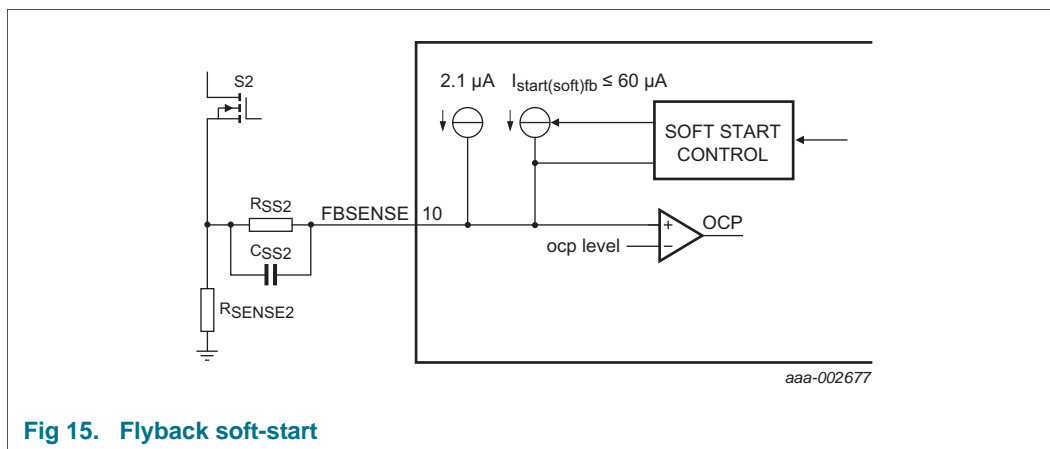 S2
2.1 µA
Istart(soft)fb ≤ 60 µA
SOFT START
CONTROL
RSS2
FBSENSE 10
CSS2
ocp level
+
−
OCP
RSENSE2
aaa-002677
Fig 15. Flyback soft-start